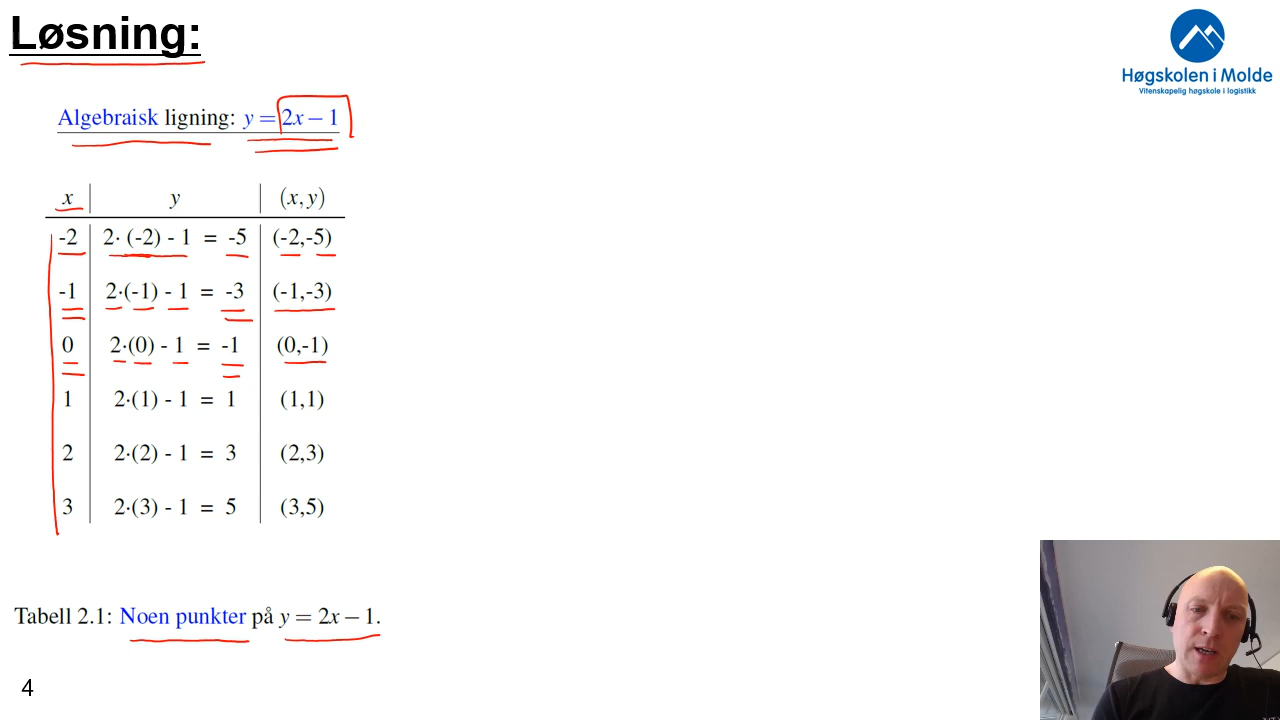 Løsning:
Høgskolen i Molde
Vitenskapelig høgskole i logistikk
Algebraisk ligning: y = 2x − 1
x y (x, y)
-2 2· (-2) - 1 = -5 (-2,-5)
-1 2·(-1) - 1 = -3 (-1,-3)
0 2·(0) - 1 = -1 (0,-1)
1 2·(1) - 1 = 1 (1,1)
2 2·(2) - 1 = 3 (2,3)
3 2·(3) - 1 = 5 (3,5)
Tabell 2.1: Noen punkter på y = 2x − 1.
4